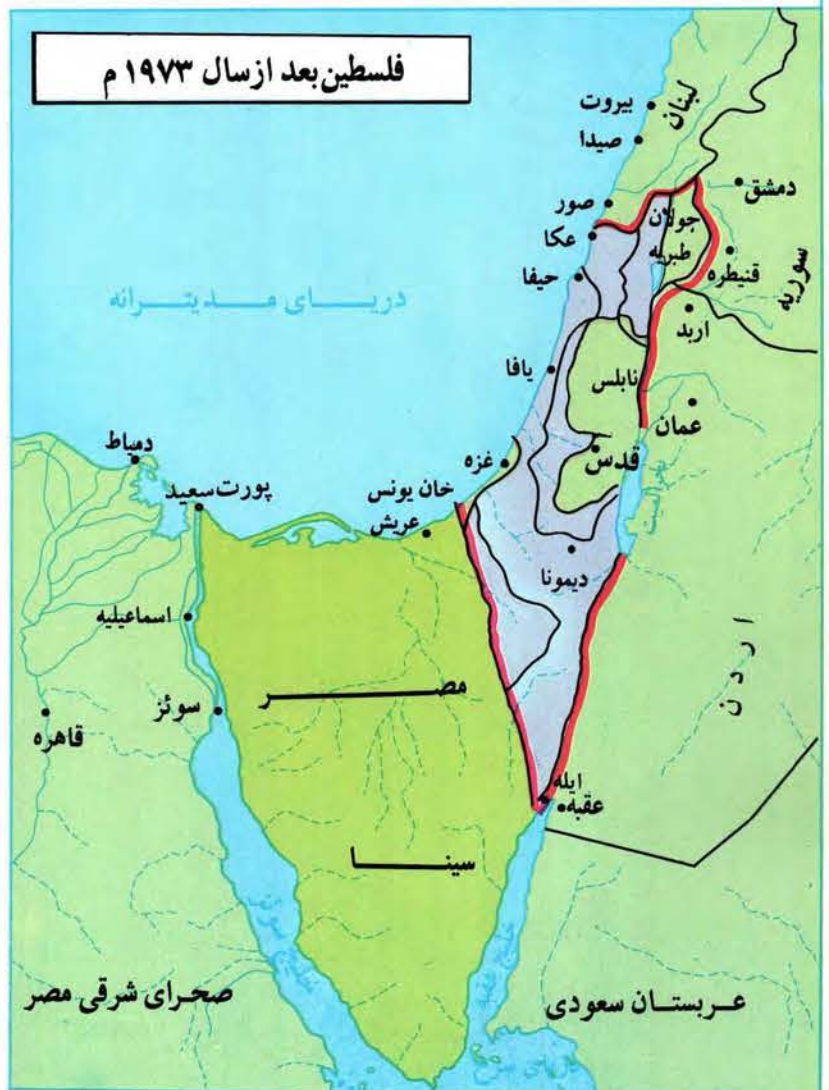 فلسطین بعد از سال ۱۹۷۳ م
بیروت
لبنان
صیدا
دمشق
صور
جولان
عکا
طبریه
قنیطره
سوریه
حیفا
دریای مدیترانه
اربد
یافا
نابلس
عمان
قدس
غزه
دمیاط
پورت سعید
خان یونس
عریش
دیمونا
اسماعیلیه
اردن
مصر
سوئز
قاهره
ایله
عقبه
سینا
صحرای شرقی مصر
عربستان سعودی